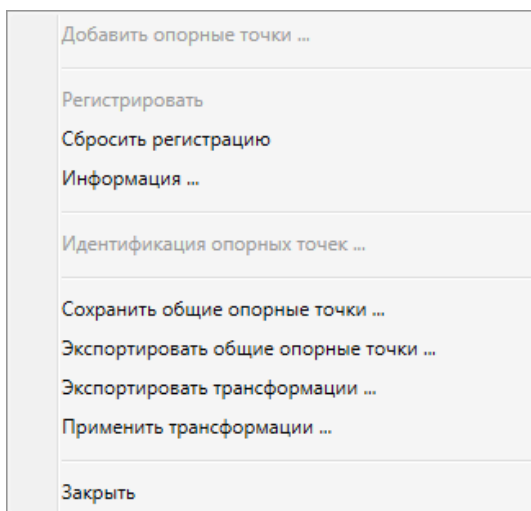 Добавить опорные точки ...
Регистрировать
Сбросить регистрацию
Информация ...
Идентификация опорных точек ...
Сохранить общие опорные точки ...
Экспортировать общие опорные точки ...
Экспортировать трансформации ...
Применить трансформации ...
Закрыть